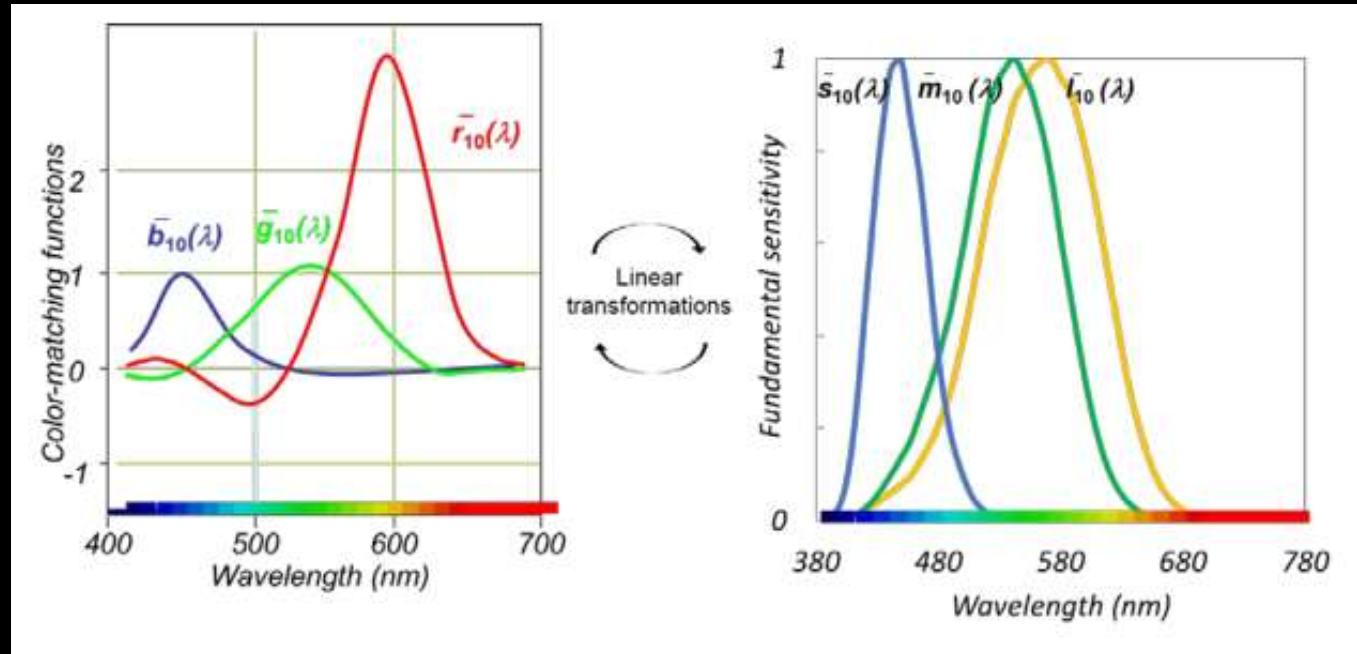 Color-matching functions
2
1
0
-1
b̄₁₀(λ)
ḡ₁₀(λ)
r̄₁₀(λ)
400 500 600 700
Wavelength (nm)
Linear
transformations
Fundamental sensitivity
1
0
s̄₁₀(λ) m̄₁₀(λ) l̄₁₀(λ)
380 480 580 680 780
Wavelength (nm)